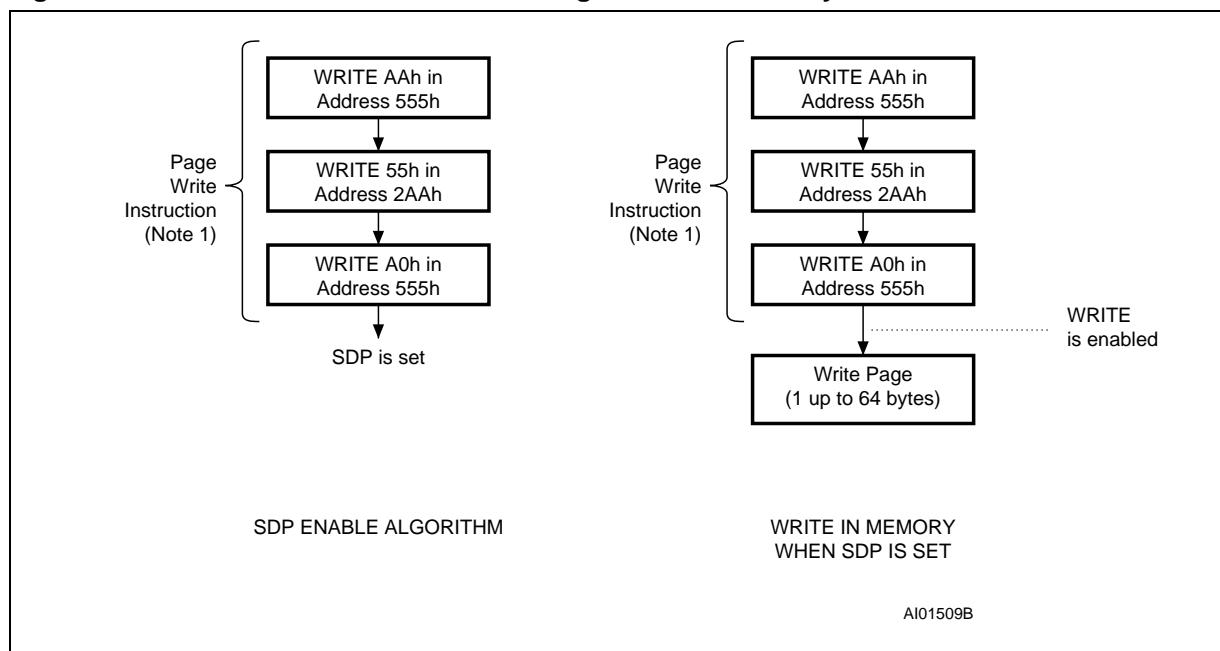 WRITE AAh in
Address 555h
WRITE 55h in
Address 2AAh
WRITE A0h in
Address 555h
Page
Write
Instruction
(Note 1)
SDP is set
SDP ENABLE ALGORITHM
WRITE AAh in
Address 555h
WRITE 55h in
Address 2AAh
WRITE A0h in
Address 555h
Page
Write
Instruction
(Note 1)
WRITE
is enabled
Write Page
(1 up to 64 bytes)
WRITE IN MEMORY
WHEN SDP IS SET
AI01509B